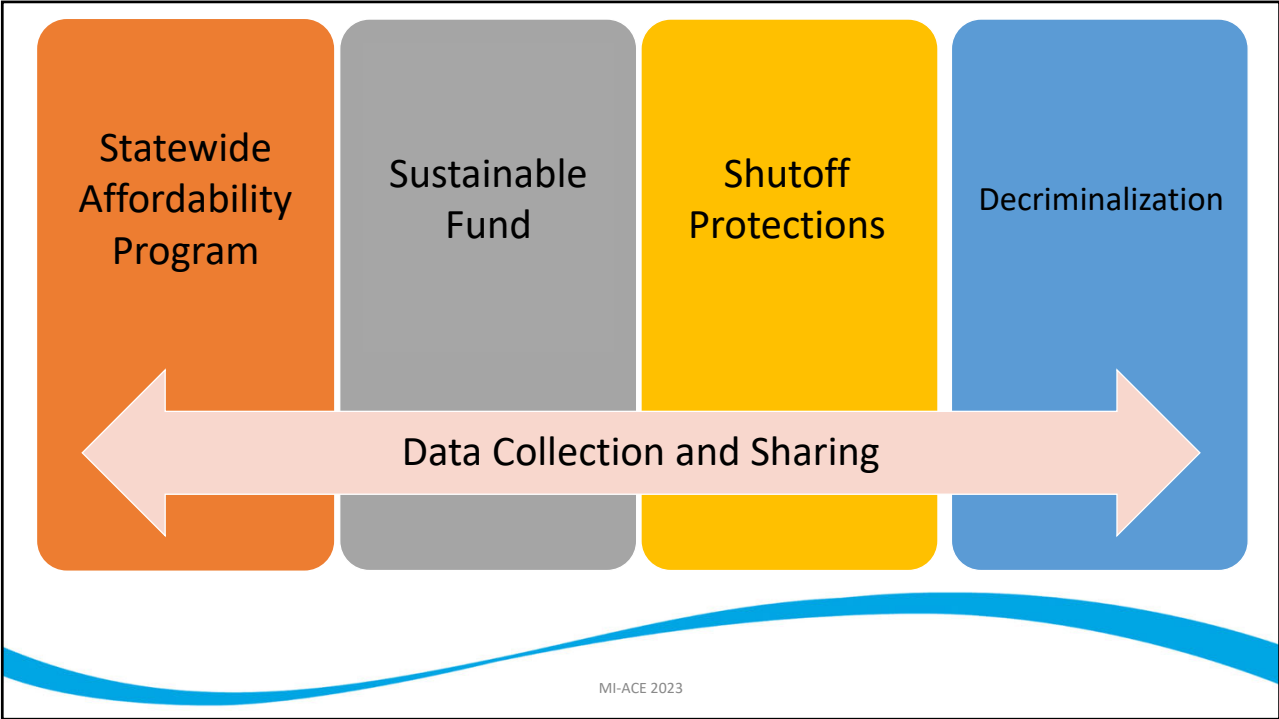 Statewide
Affordability
Program
Sustainable
Fund
Shutoff
Protections
Decriminalization
Data Collection and Sharing
MI-ACE 2023